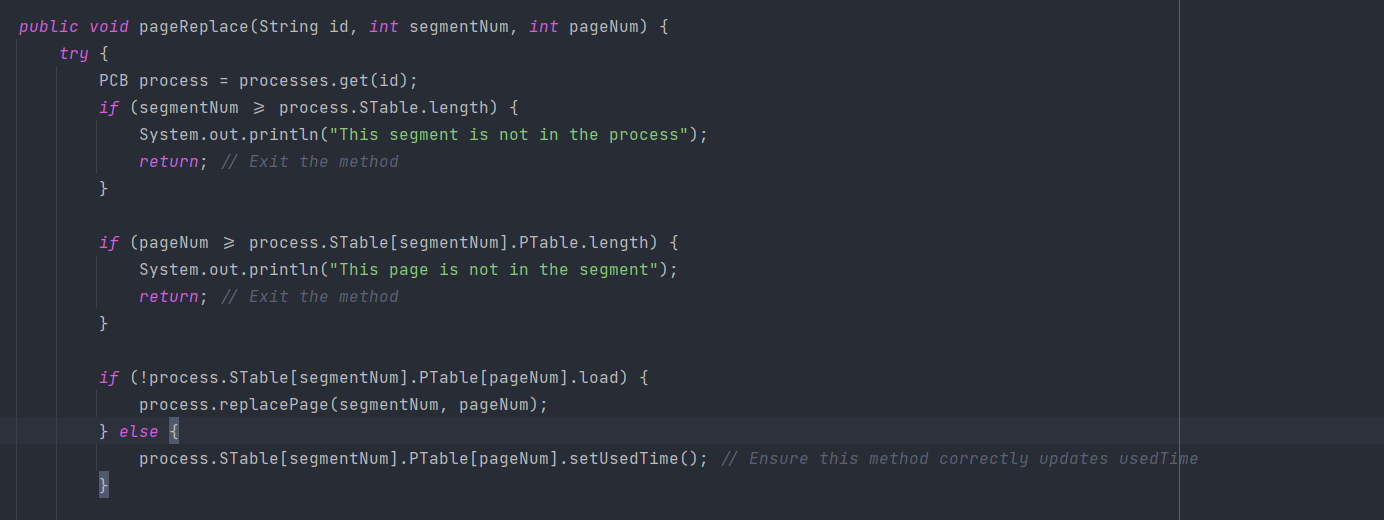 public void pageReplace(String id, int segmentNum, int pageNum) {
try {
PCB process = processes.get(id);
if (segmentNum ≥ process.STable.length) {
System.out.println("This segment is not in the process");
return; // Exit the method
}
if (pageNum ≥ process.STable[segmentNum].PTable.length) {
System.out.println("This page is not in the segment");
return; // Exit the method
}
if (!process.STable[segmentNum].PTable[pageNum].load) {
process.replacePage(segmentNum, pageNum);
} else {
process.STable[segmentNum].PTable[pageNum].setUsedTime(); // Ensure this method correctly updates usedTime
}